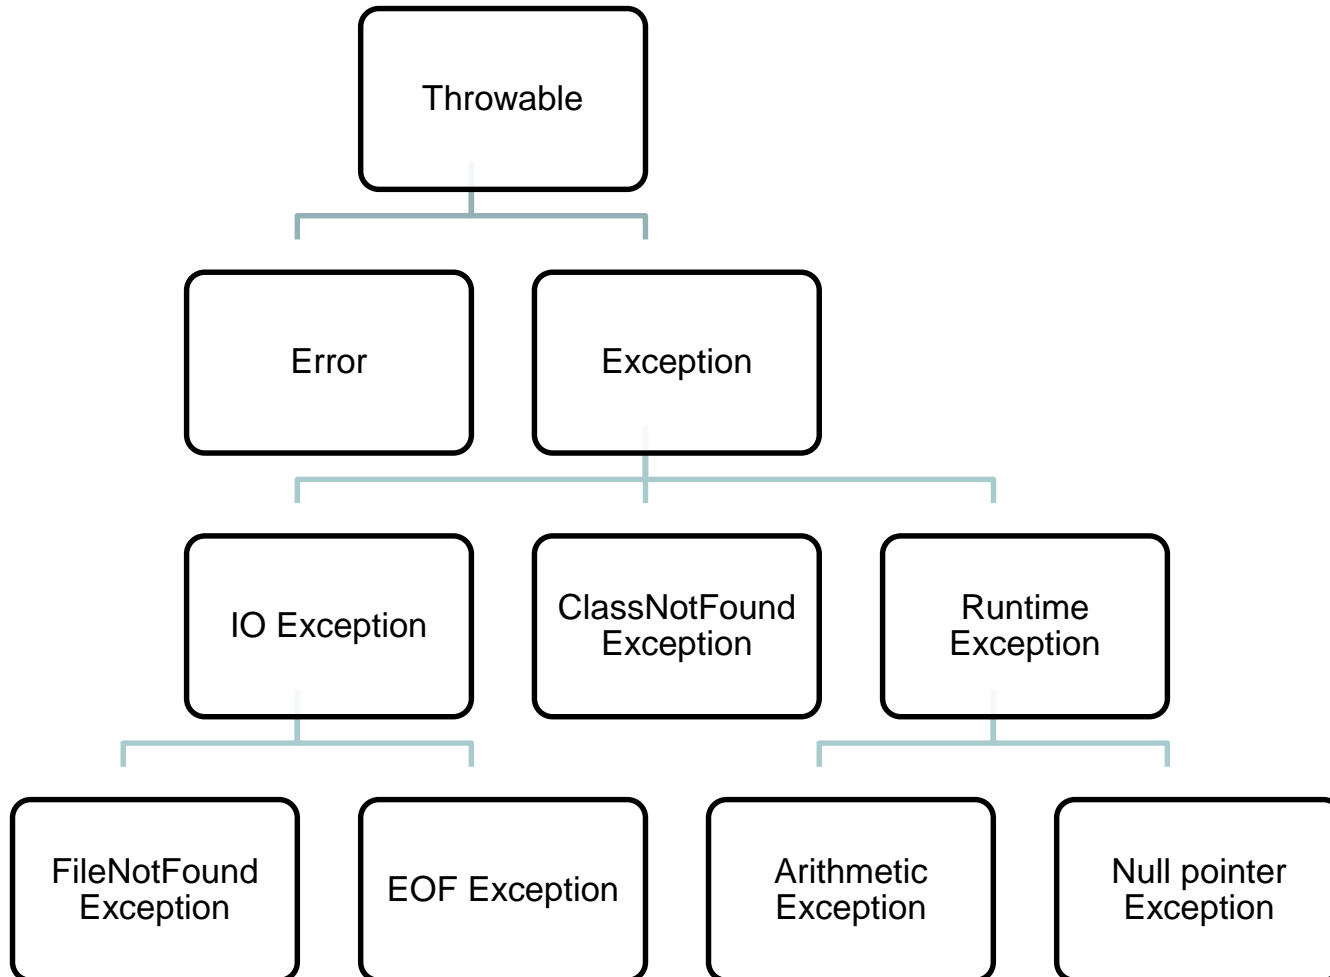 Throwable
Error
Exception
IO Exception
ClassNotFound
Exception
Runtime
Exception
FileNotFound
Exception
EOF Exception
Arithmetic
Exception
Null pointer
Exception